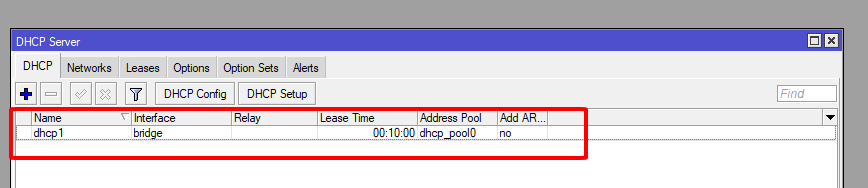 DHCP Server
DHCP Networks Leases Options Option Sets Alerts
DHCP Config DHCP Setup Find
Name Interface Relay Lease Time Address Pool Add AR...
dhcp1 bridge 00:10:00 dhcp_pool0 no